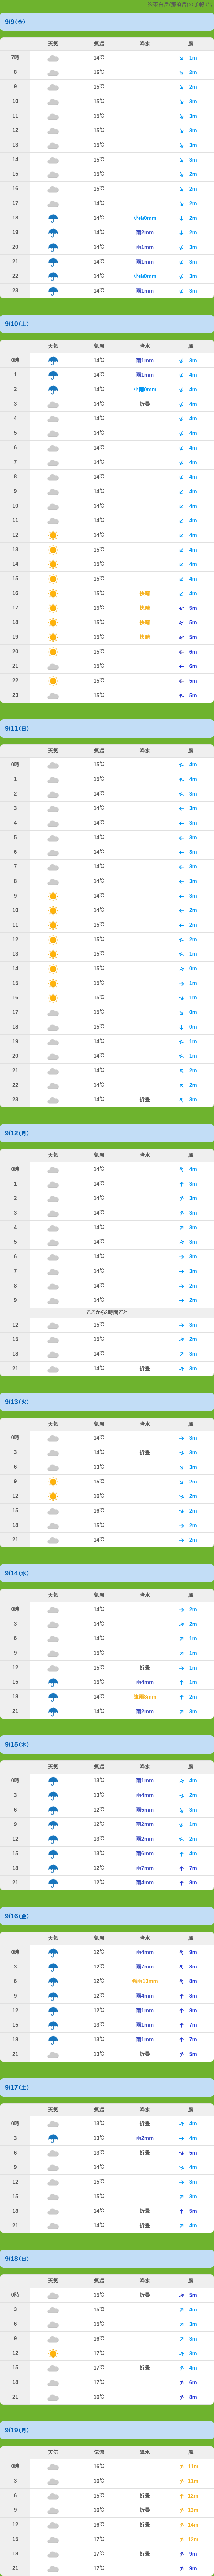 9/9(金)
天気 気温 降水 風
7時 14℃ 1m
8 15℃ 2m
9 15℃ 2m
10 15℃ 3m
11 15℃ 3m
12 15℃ 3m
13 15℃ 3m
14 15℃ 3m
15 15℃ 2m
16 15℃ 2m
17 15℃ 2m
18 14℃ 小雨0mm 2m
19 15℃ 雨2mm 2m
20 15℃ 雨1mm 3m
21 14℃ 雨1mm 3m
22 14℃ 小雨0mm 3m
23 14℃ 雨1mm 3m
9/10(土)
天気 気温 降水 風
0時 14℃ 雨1mm 3m
1 14℃ 雨1mm 4m
2 14℃ 小雨0mm 4m
3 14℃ 折畳 4m
4 14℃ 4m
5 14℃ 4m
6 14℃ 4m
7 14℃ 4m
8 14℃ 4m
9 14℃ 4m
10 14℃ 4m
11 14℃ 4m
12 14℃ 4m
13 15℃ 4m
14 15℃ 4m
15 15℃ 4m
16 15℃ 快晴 4m
17 15℃ 快晴 5m
18 15℃ 快晴 5m
19 15℃ 快晴 5m
20 15℃ 6m
21 15℃ 6m
22 15℃ 5m
23 15℃ 5m
9/11(日)
天気 気温 降水 風
0時 15℃ 4m
1 15℃ 4m
2 14℃ 3m
3 14℃ 3m
4 14℃ 3m
5 14℃ 3m
6 14℃ 3m
7 14℃ 3m
8 14℃ 3m
9 14℃ 3m
10 14℃ 2m
11 15℃ 2m
12 15℃ 2m
13 15℃ 1m
14 15℃ 0m
15 15℃ 1m
16 15℃ 1m
17 15℃ 0m
18 15℃ 0m
19 14℃ 1m
20 14℃ 1m
21 14℃ 2m
22 14℃ 2m
23 14℃ 折畳 3m
9/12(月)
天気 気温 降水 風
0時 14℃ 4m
1 14℃ 3m
2 14℃ 3m
3 14℃ 3m
4 14℃ 3m
5 14℃ 3m
6 14℃ 3m
7 14℃ 3m
8 14℃ 2m
9 14℃ 2m
ここから3時間ごと
12 15℃ 3m
15 15℃ 2m
18 14℃ 3m
21 14℃ 折畳 3m
9/13(火)
天気 気温 降水 風
0時 14℃ 3m
3 14℃ 折畳 3m
6 13℃ 3m
9 15℃ 2m
12 16℃ 2m
15 16℃ 2m
18 15℃ 2m
21 14℃ 2m
9/14(水)
天気 気温 降水 風
0時 14℃ 2m
3 14℃ 2m
6 14℃ 1m
9 15℃ 1m
12 15℃ 折畳 1m
15 15℃ 雨4mm 1m
18 14℃ 2m
21 14℃ 雨2mm 3m
9/15(木)
天気 気温 降水 風
0時 13℃ 雨1mm 4m
3 13℃ 雨4mm 2m
6 12℃ 雨5mm 3m
9 12℃ 雨2mm 1m
12 13℃ 雨2mm 2m
15 13℃ 雨6mm 4m
18 13℃ 雨7mm 7m
21 12℃ 雨4mm 8m
9/16(金)
天気 気温 降水 風
0時 12℃ 雨4mm 9m
3 13℃ 雨7mm 8m
6 12℃ 強雨13mm 8m
9 12℃ 雨4mm 8m
12 12℃ 雨1mm 8m
15 13℃ 雨1mm 7m
18 13℃ 雨1mm 7m
21 13℃ 折畳 5m
9/17(土)
天気 気温 降水 風
0時 13℃ 折畳 4m
3 13℃ 雨2mm 4m
6 13℃ 折畳 5m
9 14℃ 4m
12 15℃ 3m
15 15℃ 3m
18 14℃ 折畳 5m
21 14℃ 折畳 4m
9/18(日)
天気 気温 降水 風
0時 15℃ 折畳 5m
3 15℃ 4m
6 15℃ 3m
9 16℃ 3m
12 17℃ 3m
15 17℃ 折畳 4m
18 17℃ 6m
21 16℃ 8m
9/19(月)
天気 気温 降水 風
0時 16℃ 11m
3 16℃ 11m
6 15℃ 折畳 12m
9 16℃ 折畳 13m
12 16℃ 折畳 14m
15 17℃ 12m
18 17℃ 折畳 9m
21 17℃ 9m